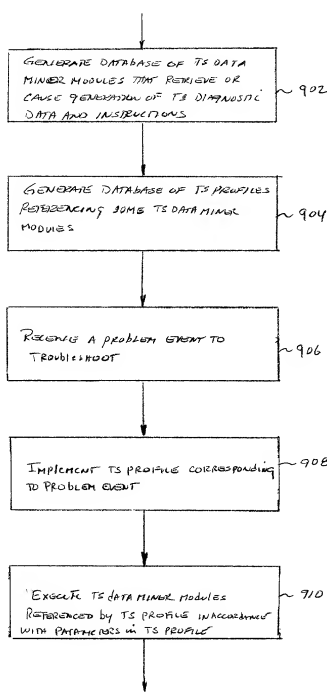 GENERATE DATABASE OF TS DATA
MINER MODULES THAT RETRIEVE OR
CAUSE GENERATION OF TS DIAGNOSTIC
DATA AND INSTRUCTIONS
902
GENERATE DATABASE OF TS PROFILES
REFERENCING SOME TS DATA MINER
MODULES
904
RECEIVE A PROBLEM EVENT TO
TROUBLESHOOT
906
IMPLEMENT TS PROFILE CORRESPONDING
TO PROBLEM EVENT
908
EXECUTE TS DATA MINER MODULES
REFERENCED BY TS PROFILE IN ACCORDANCE
WITH PARAMETERS IN TS PROFILE
910